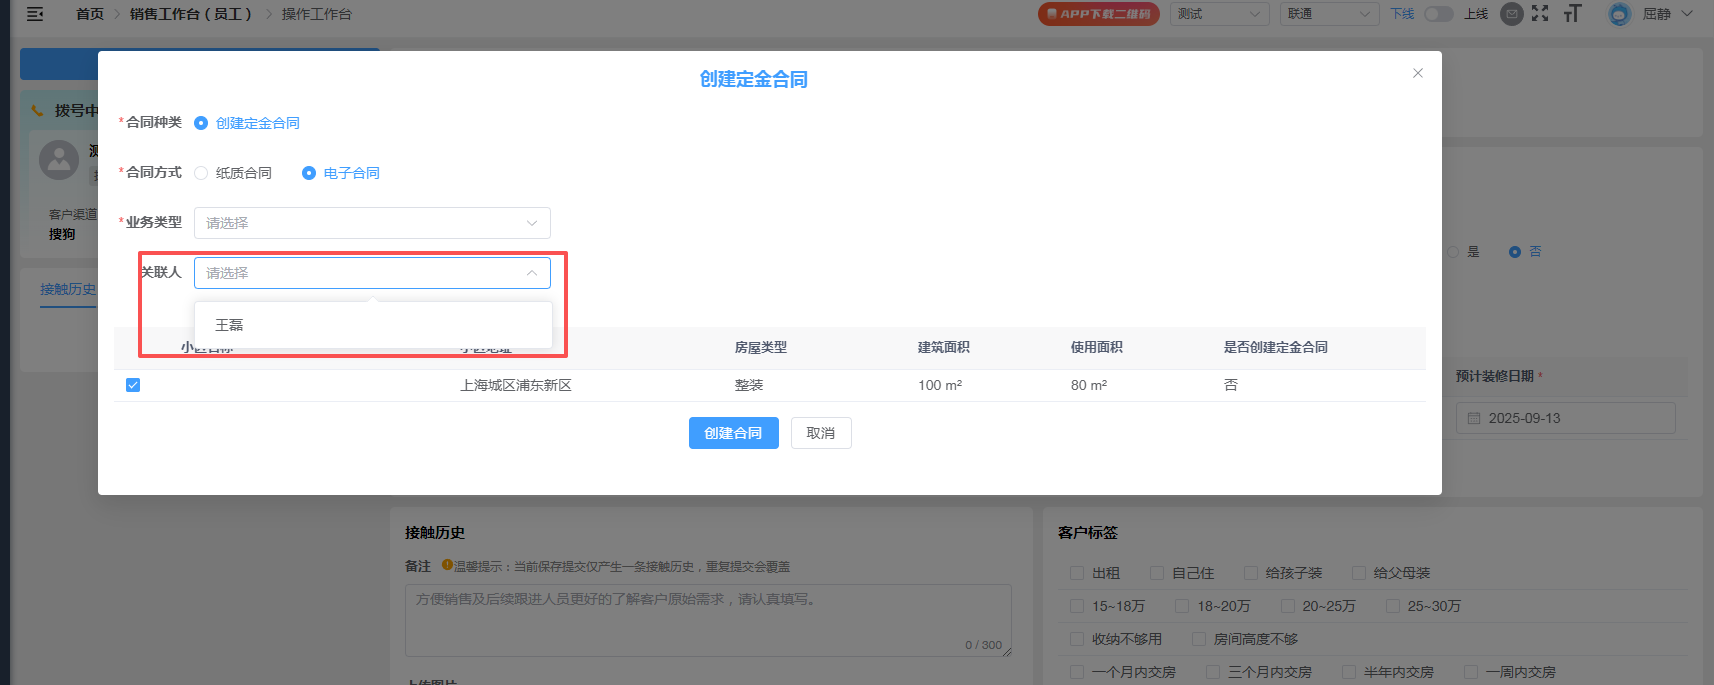 首页 > 销售工作台（员工） > 操作工作台
APP下载二维码
测试
联通
下线
上线
屈静
创建定金合同
拨号中
*合同种类 创建定金合同
*合同方式 纸质合同 电子合同
*业务类型 请选择
关联人 请选择
王磊
客户渠道
搜狗
接触历史
是 否
小区名称 小区地址 房屋类型 建筑面积 使用面积 是否创建定金合同
上海城区浦东新区 整装 100 m² 80 m² 否
创建合同 取消
预计装修日期 *
2025-09-13
接触历史
备注 温馨提示：当前保存提交仅产生一条接触历史，重复提交会覆盖
方便销售及后续跟进人员更好的了解客户原始需求，请认真填写。
0 / 300
上传图片
客户标签
出租 自己住 给孩子装 给父母装
15~18万 18~20万 20~25万 25~30万
收纳不够用 房间高度不够
一个月内交房 三个月内交房 半年内交房 一周内交房